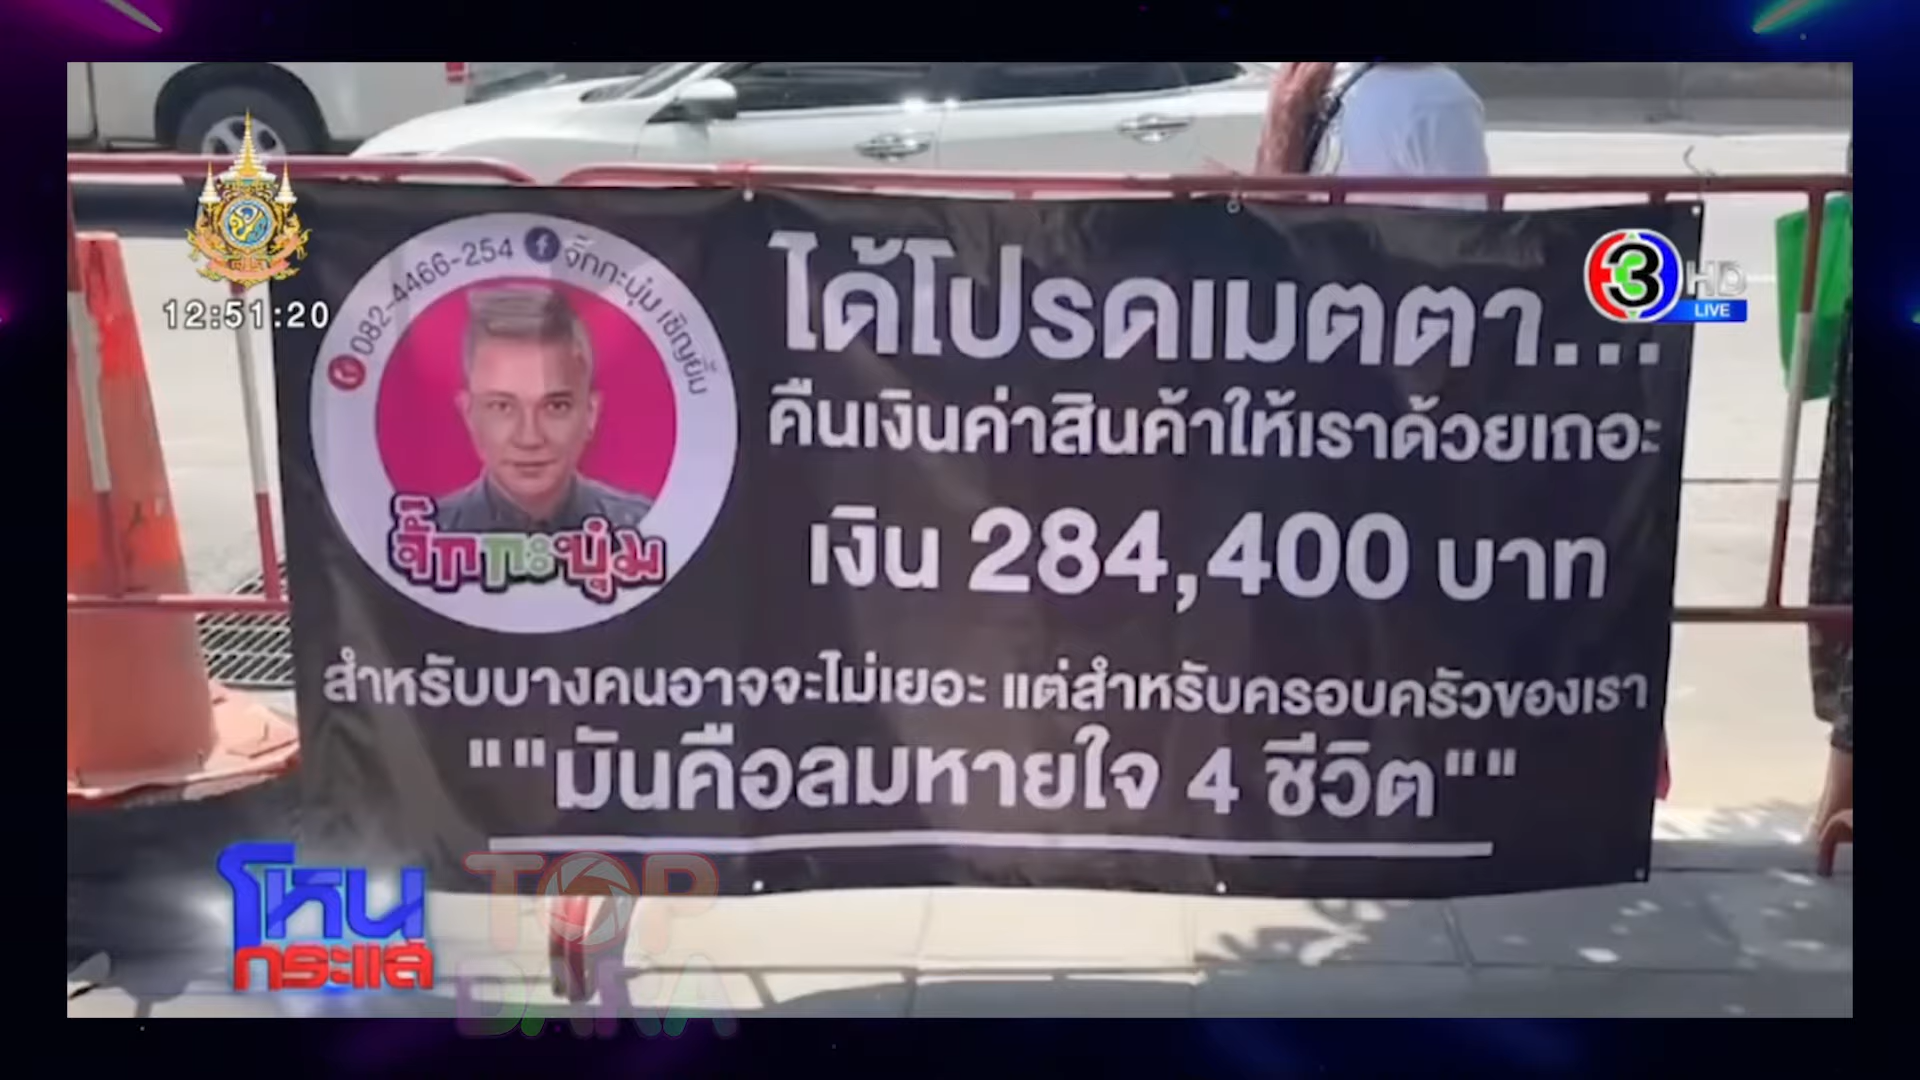 12:51:20
3 HD
LIVE
082-4466-254 จิ๊กกะบุ๋ม เชิญยิ้ม
จิ๊กกะบุ๋ม
ได้โปรดเมตตา...
คืนเงินค่าสินค้าให้เราด้วยเถอะ
เงิน 284,400 บาท
สำหรับบางคนอาจจะไม่เยอะ แต่สำหรับครอบครัวของเรา
""มันคือลมหายใจ 4 ชีวิต""
โหนกระแส
TOP
DARA